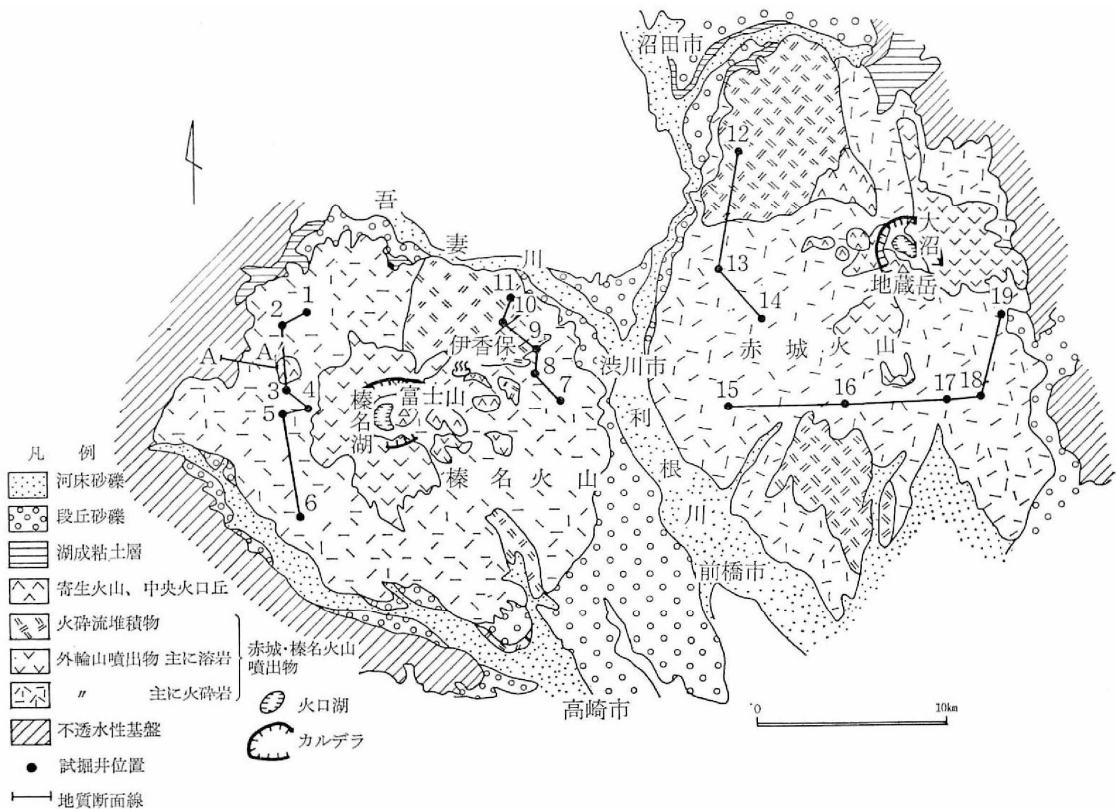 沼田市
12
吾妻川
大沼
地蔵岳
13
14
19
赤城火山
1
2
11
10
9
伊香保
8
7
渋川市
A
A
3
4
5
6
榛名湖
富士山
榛名火山
15
16
17
18
利根川
前橋市
高崎市
0
10km
凡例
河床砂礫
段丘砂礫
湖成粘土層
寄生火山、中央火口丘
火砕流堆積物
外輪山噴出物 主に溶岩
〃 主に火砕岩
赤城・榛名火山
噴出物
不透水性基盤
試掘井位置
地質断面線
火口湖
カルデラ